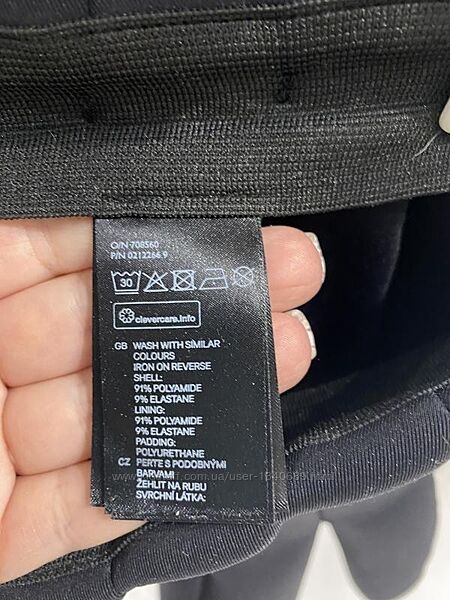 O/N 708560
P/N 0212266 9
30
clevercare.info
GB WASH WITH SIMILAR
COLOURS
IRON ON REVERSE
SHELL:
91% POLYAMIDE
9% ELASTANE
LINING:
91% POLYAMIDE
9% ELASTANE
PADDING:
POLYURETHANE
CZ PERTE S PODOBNÝMI
BARVAMI
ŽEHLIT NA RUBU
SVRCHNÍ LÁTKA: